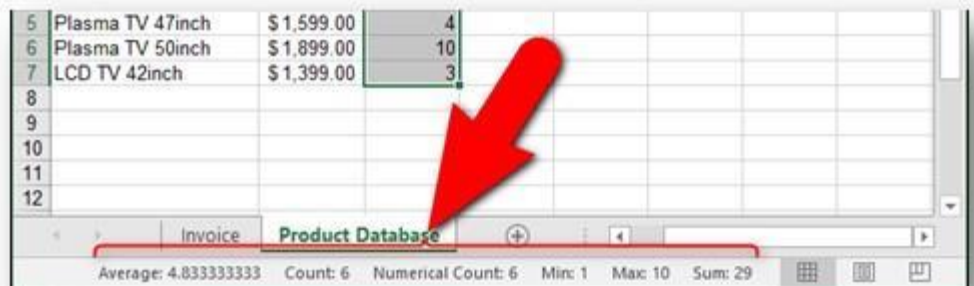 5 Plasma TV 47inch $1,599.00 4
6 Plasma TV 50inch $1,899.00 10
7 LCD TV 42inch $1,399.00 3
8
9
10
11
12
Invoice Product Database
Average: 4.833333333 Count: 6 Numerical Count: 6 Min: 1 Max: 10 Sum: 29